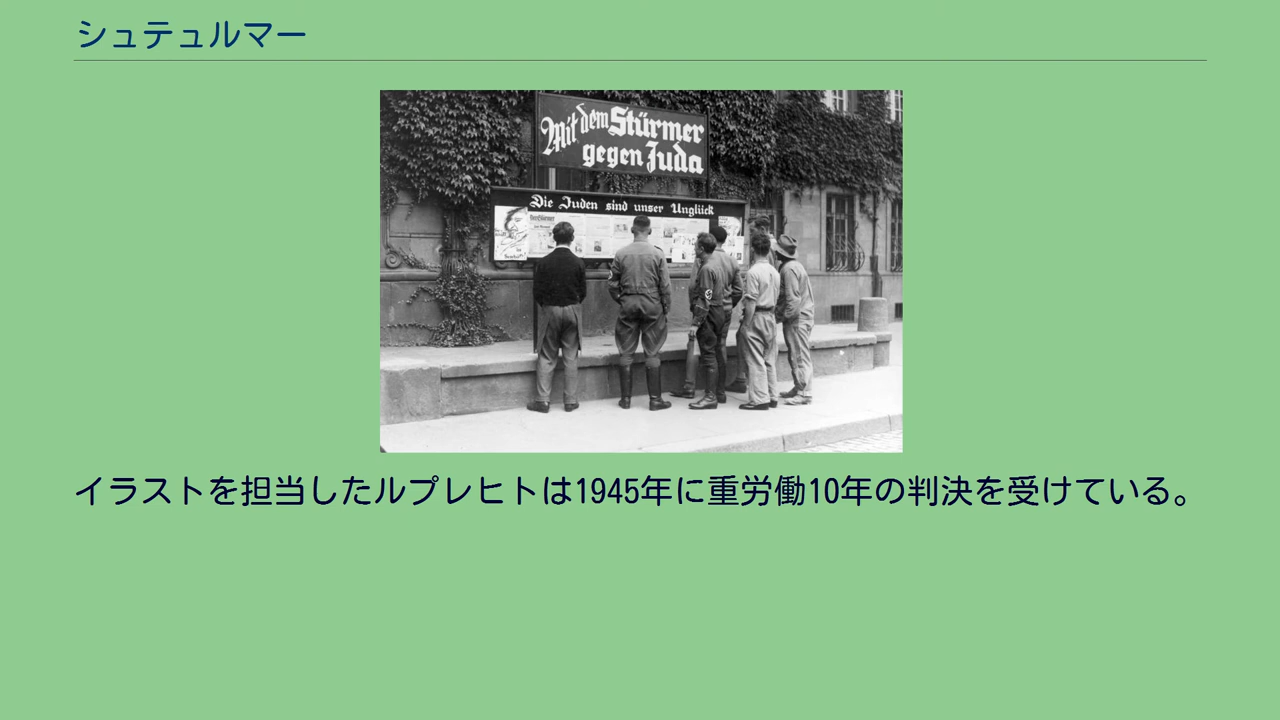 シュテュルマー
Mit dem Stürmer
gegen Juda
Die Juden sind unser Unglück
イラストを担当したルプレヒトは1945年に重労働10年の判決を受けている。